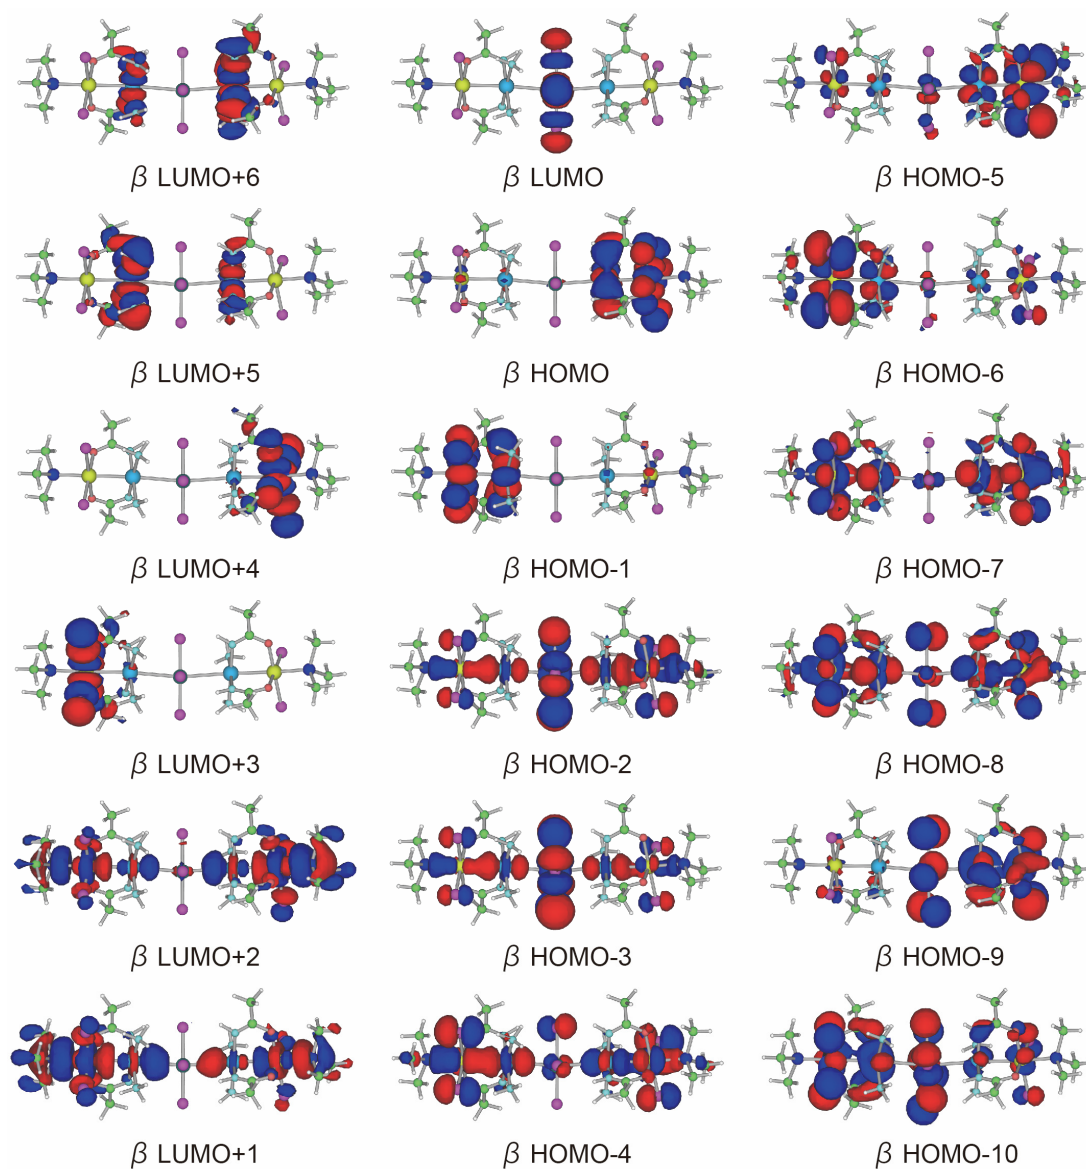 β LUMO+6
β LUMO
β HOMO-5
β LUMO+5
β HOMO
β HOMO-6
β LUMO+4
β HOMO-1
β HOMO-7
β LUMO+3
β HOMO-2
β HOMO-8
β LUMO+2
β HOMO-3
β HOMO-9
β LUMO+1
β HOMO-4
β HOMO-10